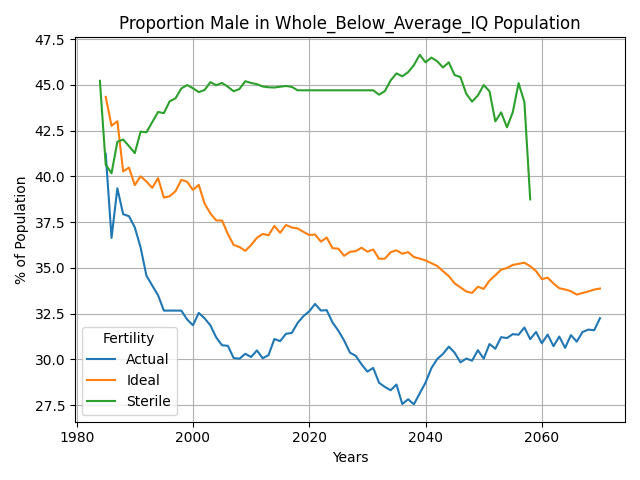 Proportion Male in Whole_Below_Average_IQ Population
% of Population
47.5
45.0
42.5
40.0
37.5
35.0
32.5
30.0
27.5
Fertility
Actual
Ideal
Sterile
1980
2000
2020
2040
2060
Years